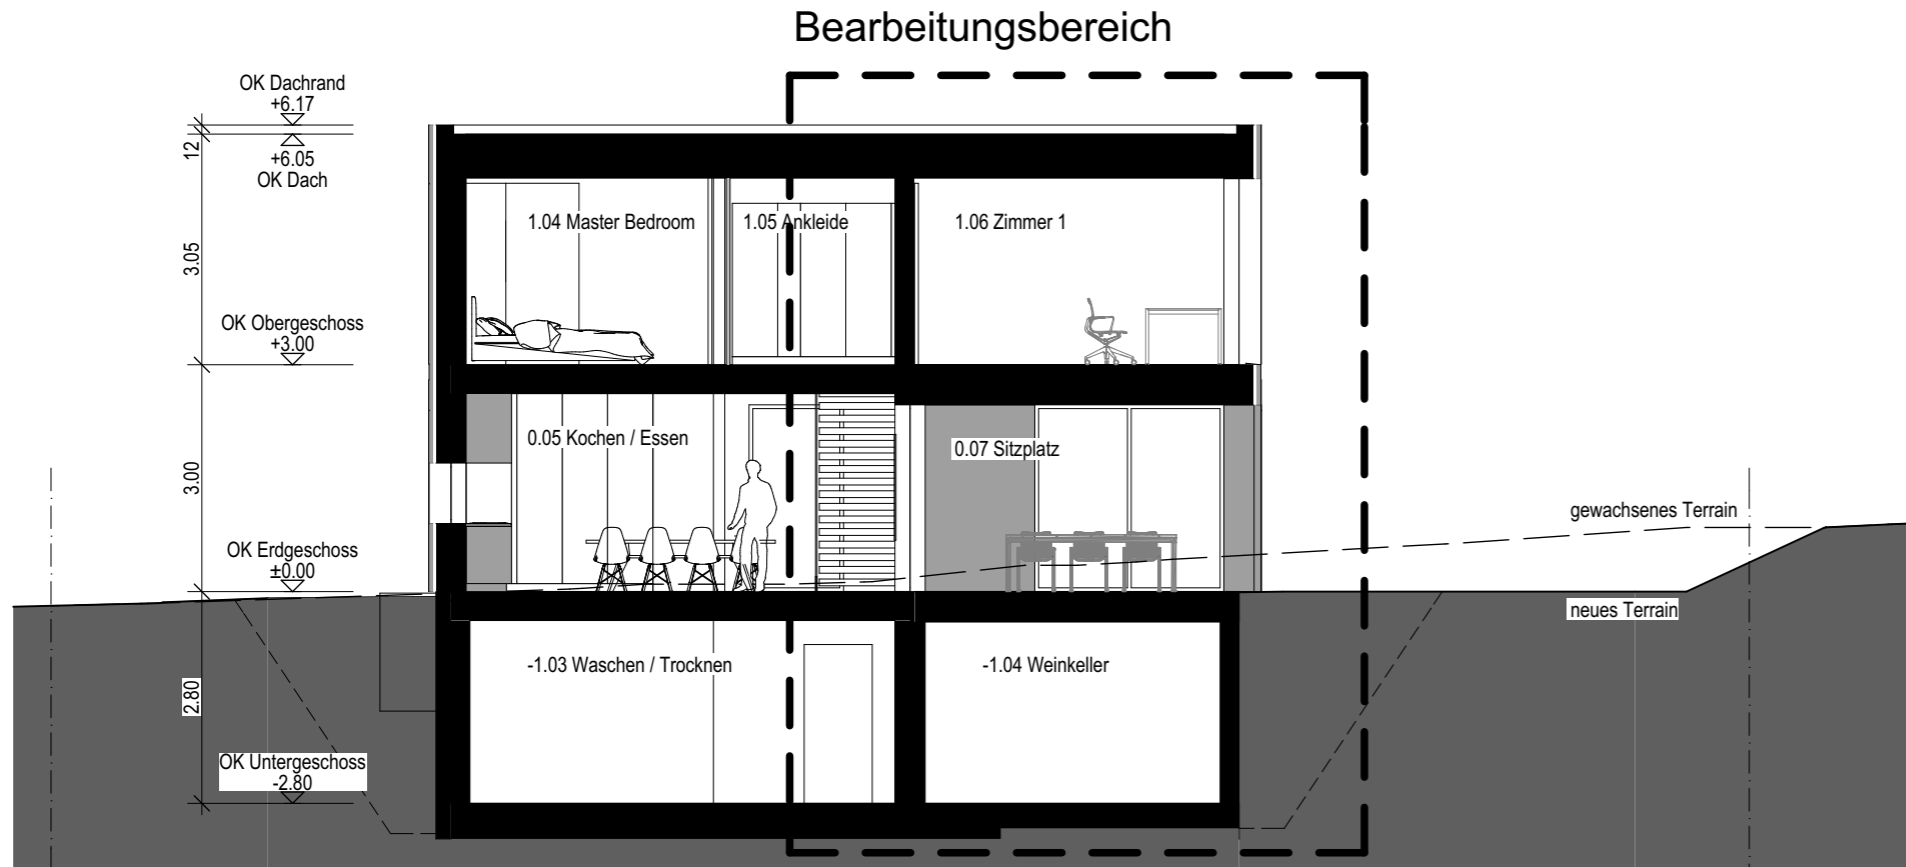 Bearbeitungsbereich
OK Dachrand
+6.17
12
+6.05
OK Dach
1.04 Master Bedroom
1.05 Ankleide
1.06 Zimmer 1
3.05
OK Obergeschoss
+3.00
0.05 Kochen / Essen
0.07 Sitzplatz
3.00
gewachsenes Terrain
OK Erdgeschoss
±0.00
neues Terrain
-1.03 Waschen / Trocknen
-1.04 Weinkeller
2.80
OK Untergeschoss
-2.80